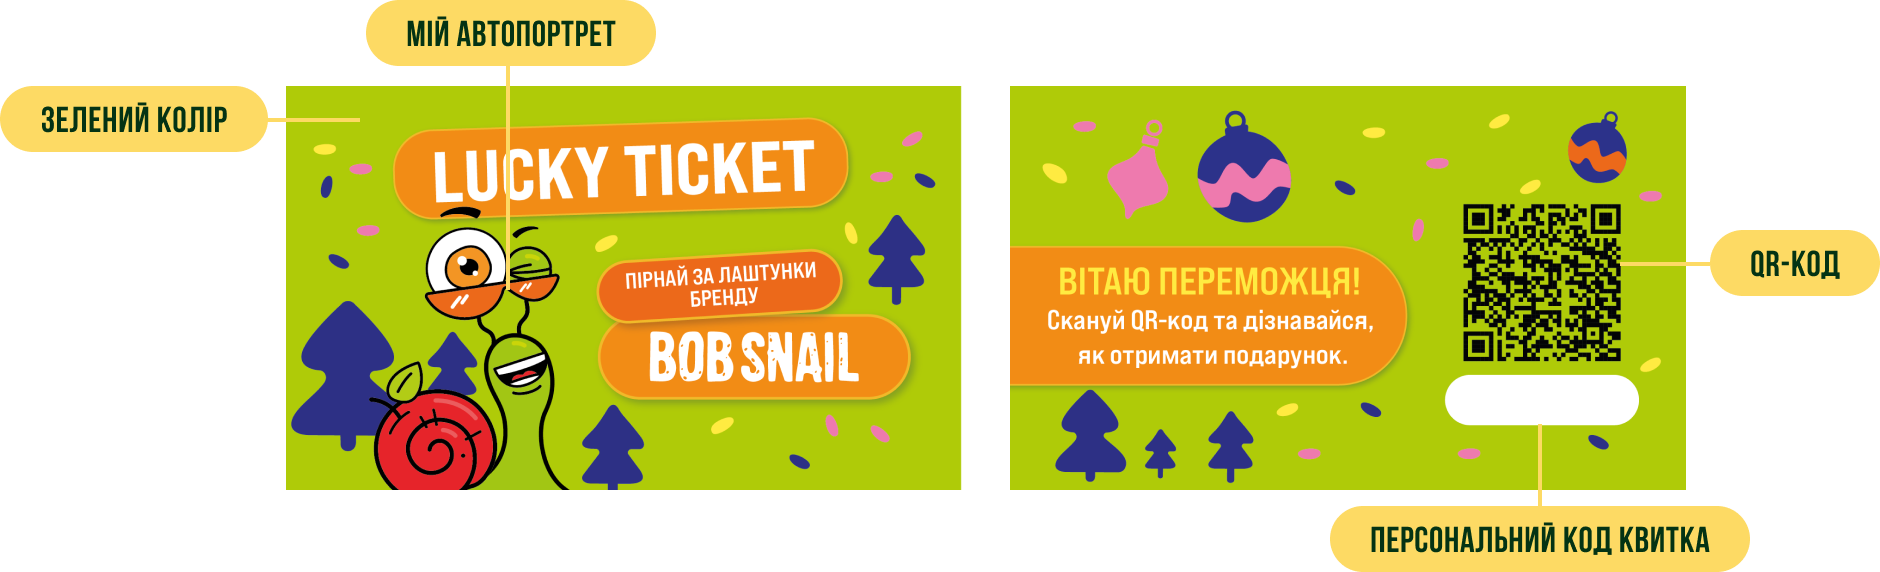 МІЙ АВТОПОРТРЕТ
ЗЕЛЕНИЙ КОЛІР
LUCKY TICKET
ПІРНАЙ ЗА ЛАШТУНКИ
БРЕНДУ
BOB SNAIL
ВІТАЮ ПЕРЕМОЖЦЯ!
Скануй QR-код та дізнавайся,
як отримати подарунок.
QR-КОД
ПЕРСОНАЛЬНИЙ КОД КВИТКА